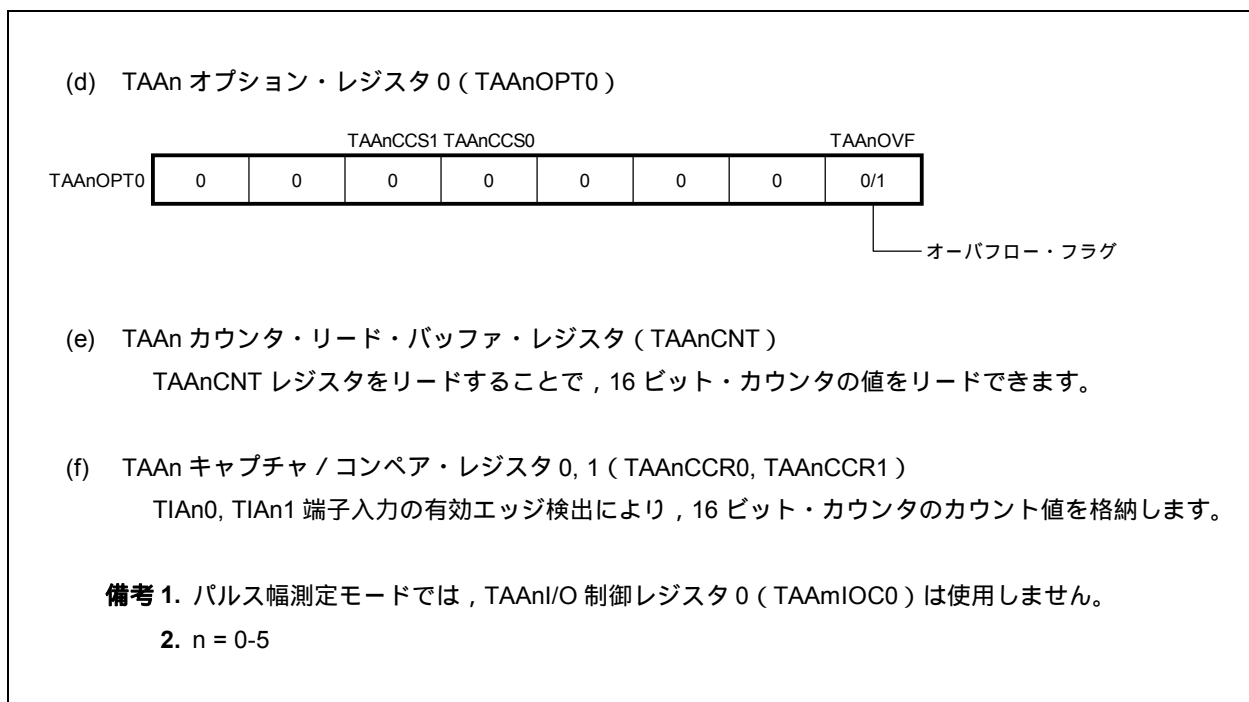 (d) TAAn オプション・レジスタ 0（TAAnOPT0）
TAAnCCS1 TAAnCCS0 TAAnOVF
TAAnOPT0 0 0 0 0 0 0 0 0/1
オーバフロー・フラグ
(e) TAAn カウンタ・リード・バッファ・レジスタ（TAAnCNT）
TAAnCNT レジスタをリードすることで，16 ビット・カウンタの値をリードできます。
(f) TAAn キャプチャ／コンペア・レジスタ 0, 1（TAAnCCR0, TAAnCCR1）
TIAn0, TIAn1 端子入力の有効エッジ検出により，16 ビット・カウンタのカウント値を格納します。
備考 1. パルス幅測定モードでは，TAAnI/O 制御レジスタ 0（TAAmIOC0）は使用しません。
2. n = 0-5